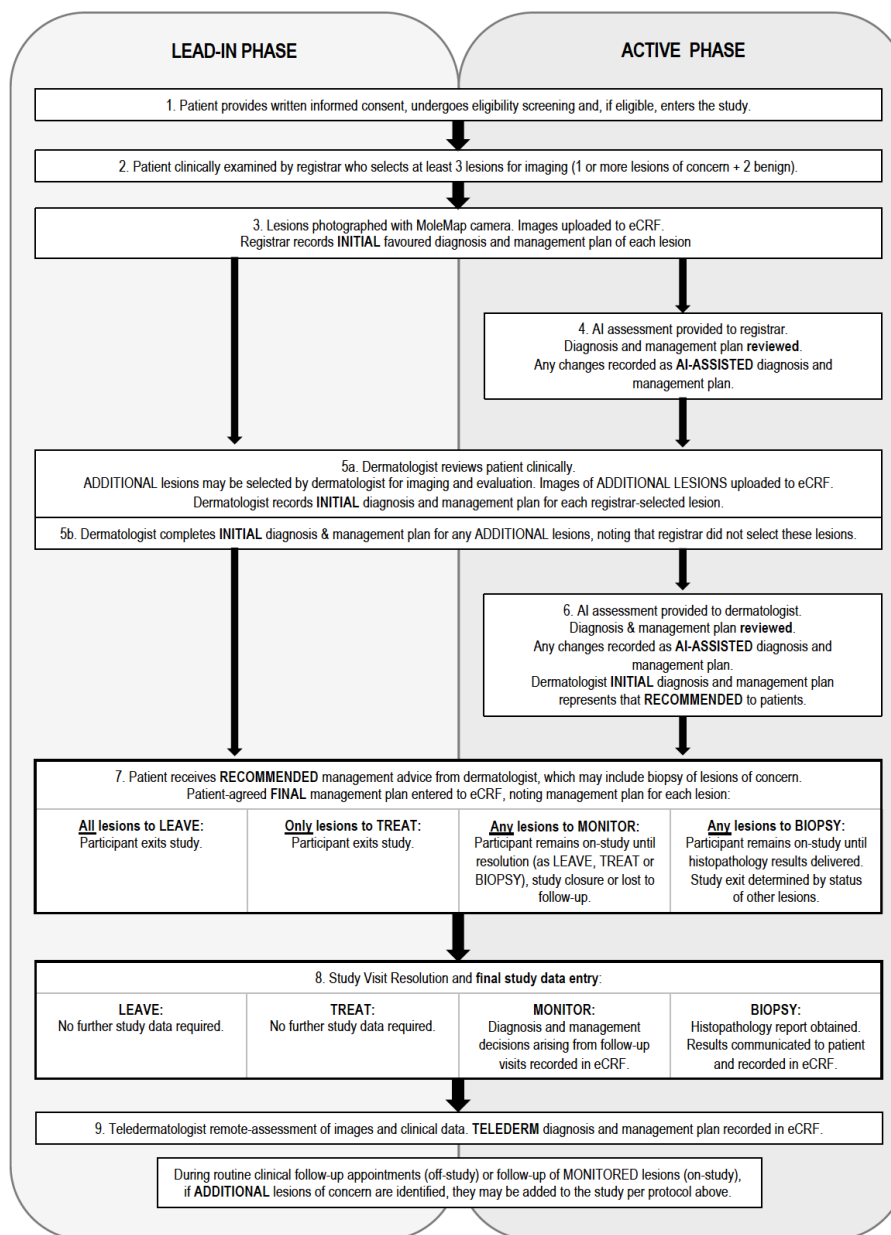 LEAD-IN PHASE
ACTIVE PHASE
1. Patient provides written informed consent, undergoes eligibility screening and, if eligible, enters the study.
2. Patient clinically examined by registrar who selects at least 3 lesions for imaging (1 or more lesions of concern + 2 benign).
3. Lesions photographed with MoleMap camera. Images uploaded to eCRF.
Registrar records INITIAL favoured diagnosis and management plan of each lesion
4. AI assessment provided to registrar.
Diagnosis and management plan reviewed.
Any changes recorded as AI-ASSISTED diagnosis and
management plan.
5a. Dermatologist reviews patient clinically.
ADDITIONAL lesions may be selected by dermatologist for imaging and evaluation. Images of ADDITIONAL LESIONS uploaded to eCRF.
Dermatologist records INITIAL diagnosis and management plan for each registrar-selected lesion.
5b. Dermatologist completes INITIAL diagnosis & management plan for any ADDITIONAL lesions, noting that registrar did not select these lesions.
6. AI assessment provided to dermatologist.
Diagnosis & management plan reviewed.
Any changes recorded as AI-ASSISTED diagnosis and
management plan.
Dermatologist INITIAL diagnosis and management plan
represents that RECOMMENDED to patients.
7. Patient receives RECOMMENDED management advice from dermatologist, which may include biopsy of lesions of concern.
Patient-agreed FINAL management plan entered to eCRF, noting management plan for each lesion:
All lesions to LEAVE:
Participant exits study.
Only lesions to TREAT:
Participant exits study.
Any lesions to MONITOR:
Participant remains on-study until
resolution (as LEAVE, TREAT or
BIOPSY), study closure or lost to
follow-up.
Any lesions to BIOPSY:
Participant remains on-study until
histopathology results delivered.
Study exit determined by status
of other lesions.
8. Study Visit Resolution and final study data entry:
LEAVE:
No further study data required.
TREAT:
No further study data required.
MONITOR:
Diagnosis and management
decisions arising from follow-up
visits recorded in eCRF.
BIOPSY:
Histopathology report obtained.
Results communicated to patient
and recorded in eCRF.
9. Teledermatologist remote-assessment of images and clinical data. TELEDERM diagnosis and management plan recorded in eCRF.
During routine clinical follow-up appointments (off-study) or follow-up of MONITORED lesions (on-study),
if ADDITIONAL lesions of concern are identified, they may be added to the study per protocol above.